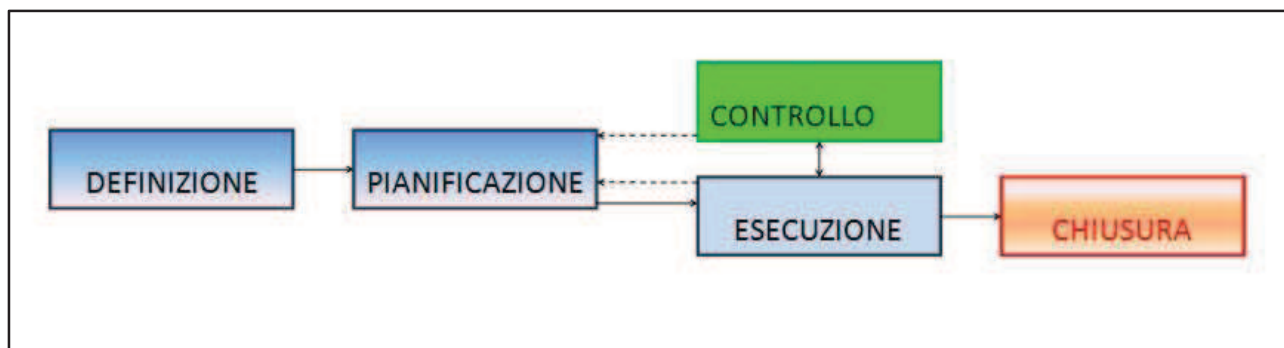 CONTROLLO
DEFINIZIONE
PIANIFICAZIONE
ESECUZIONE
CHIUSURA